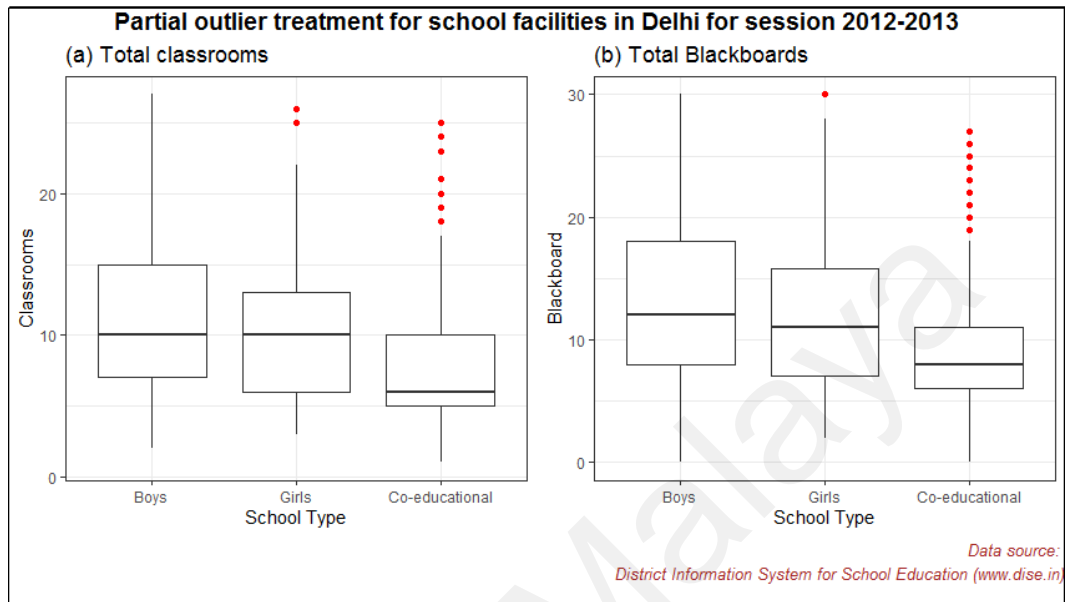 Partial outlier treatment for school facilities in Delhi for session 2012-2013
(a) Total classrooms
Classrooms
20
10
0
Boys Girls Co-educational
School Type
(b) Total Blackboards
Blackboard
30
20
10
0
Boys Girls Co-educational
School Type
Data source:
District Information System for School Education (www.dise.in)
Malaya